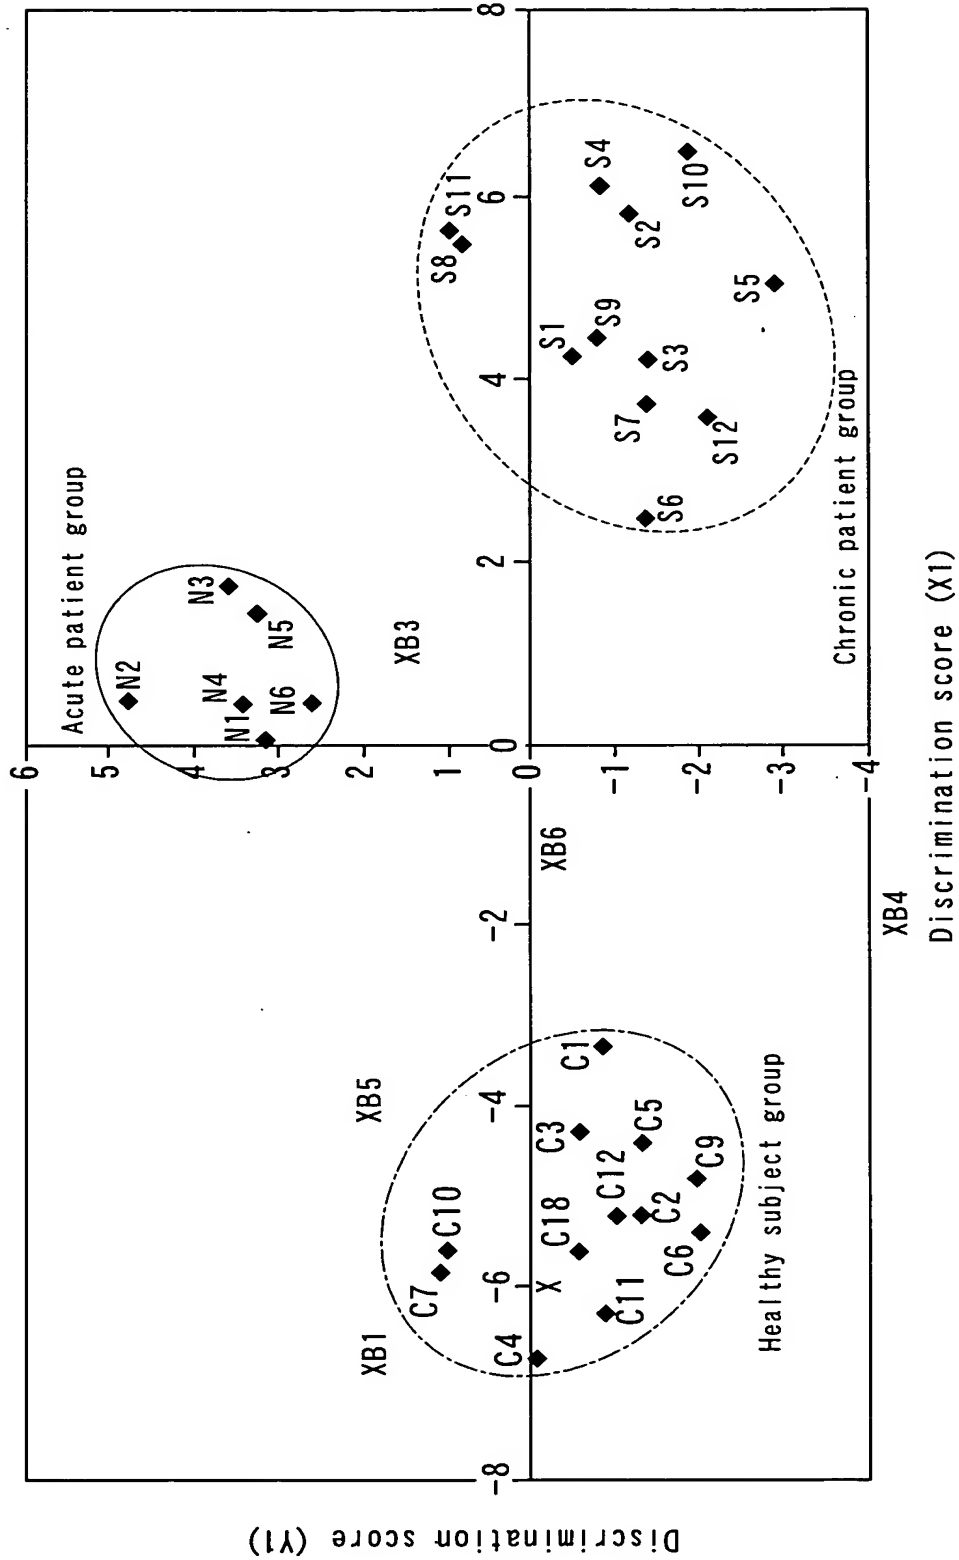 Discrimination score (Y1)
6
5
4
3
2
1
0
-1
-2
-3
-4
-8
-6
-4
-2
0
2
4
6
8
Discrimination score (X1)
Acute patient group
N2
N3
N4
N5
N1
N6
XB3
XB1
XB5
XB6
XB4
C7
C10
C4
X
C18
C3
C1
C11
C12
C5
C2
C6
C9
Healthy subject group
S8
S11
S1
S9
S4
S2
S7
S3
S6
S12
S10
S5
Chronic patient group